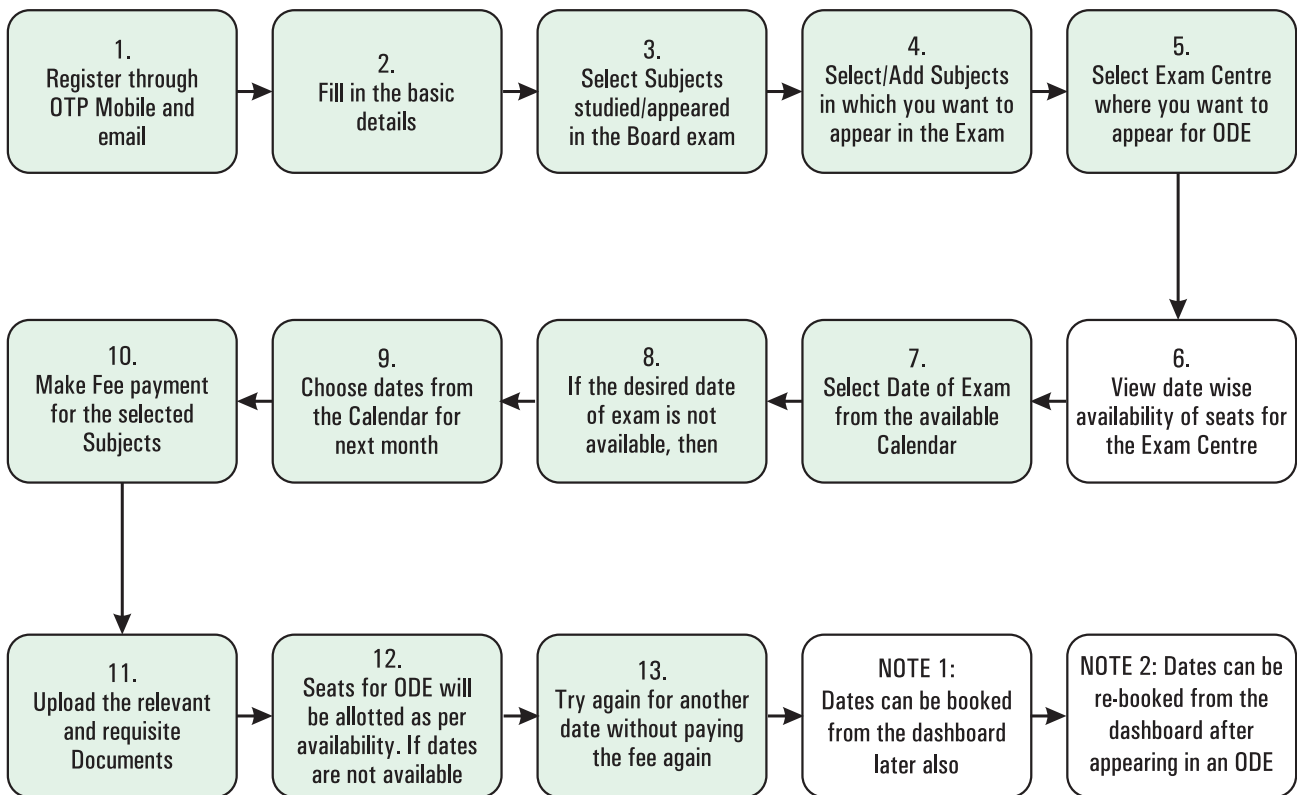 1.
Register through
OTP Mobile and
email
2.
Fill in the basic
details
3.
Select Subjects
studied/appeared
in the Board exam
4.
Select/Add Subjects
in which you want to
appear in the Exam
5.
Select Exam Centre
where you want to
appear for ODE
6.
View date wise
availability of seats for
the Exam Centre
7.
Select Date of Exam
from the available
Calendar
8.
If the desired date
of exam is not
available, then
9.
Choose dates from
the Calendar for
next month
10.
Make Fee payment
for the selected
Subjects
11.
Upload the relevant
and requisite
Documents
12.
Seats for ODE will
be allotted as per
availability. If dates
are not available
13.
Try again for another
date without paying
the fee again
NOTE 1:
Dates can be booked
from the dashboard
later also
NOTE 2: Dates can be
re-booked from the
dashboard after
appearing in an ODE